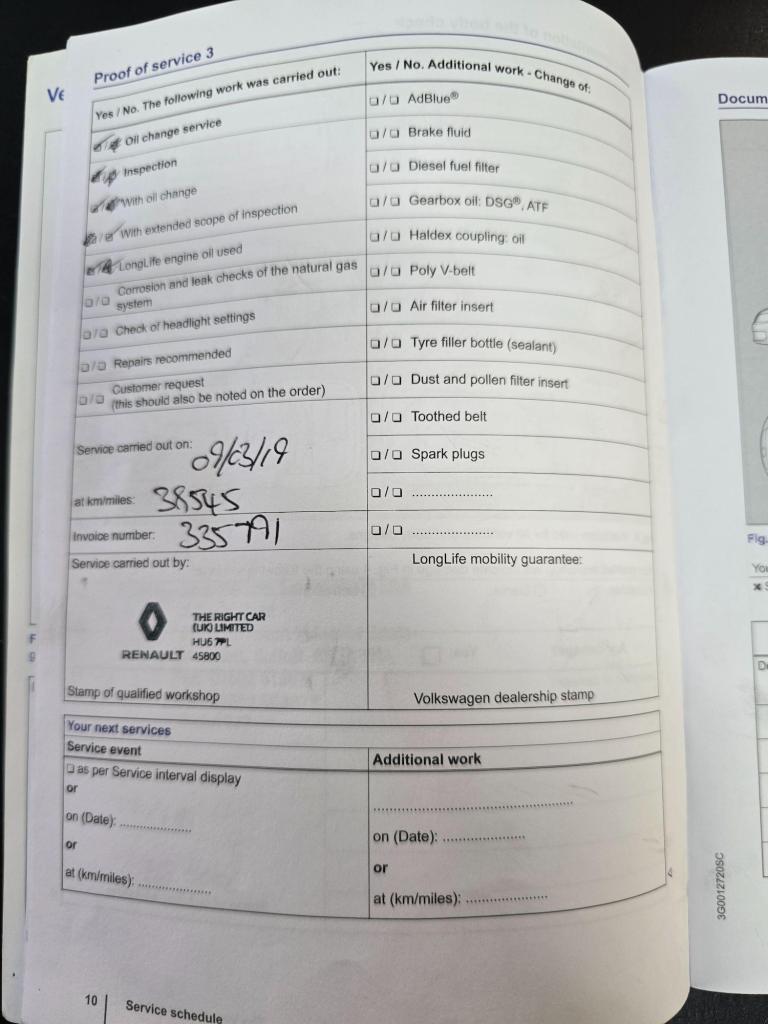 Proof of service 3
Yes / No. The following work was carried out:
☐/☐ Oil change service
☐/☐ Inspection
☐/☐ With oil change
☐/☐ With extended scope of inspection
☐/☐ LongLife engine oil used
☐/☐ Corrosion and leak checks of the natural gas
system
☐/☐ Check of headlight settings
☐/☐ Repairs recommended
☐/☐ Customer request
(this should also be noted on the order)
Service carried out on: 09/03/19
at km/miles: 38545
Invoice number: 335791
Service carried out by:
THE RIGHT CAR
(UK) LIMITED
HU6 7PL
RENAULT 45800
Stamp of qualified workshop
Yes / No. Additional work - Change of:
☐/☐ AdBlue®
☐/☐ Brake fluid
☐/☐ Diesel fuel filter
☐/☐ Gearbox oil: DSG®, ATF
☐/☐ Haldex coupling: oil
☐/☐ Poly V-belt
☐/☐ Air filter insert
☐/☐ Tyre filler bottle (sealant)
☐/☐ Dust and pollen filter insert
☐/☐ Toothed belt
☐/☐ Spark plugs
☐/☐ .....................
☐/☐ .....................
LongLife mobility guarantee:
Volkswagen dealership stamp
Your next services
Service event
☐ as per Service interval display
or
on (Date): ...................
or
at (km/miles): ...................
Additional work
.....................................................
on (Date): .....................
or
at (km/miles): .....................
10 Service schedule
Ve
Docum
Fig.
You
3G0012720SC